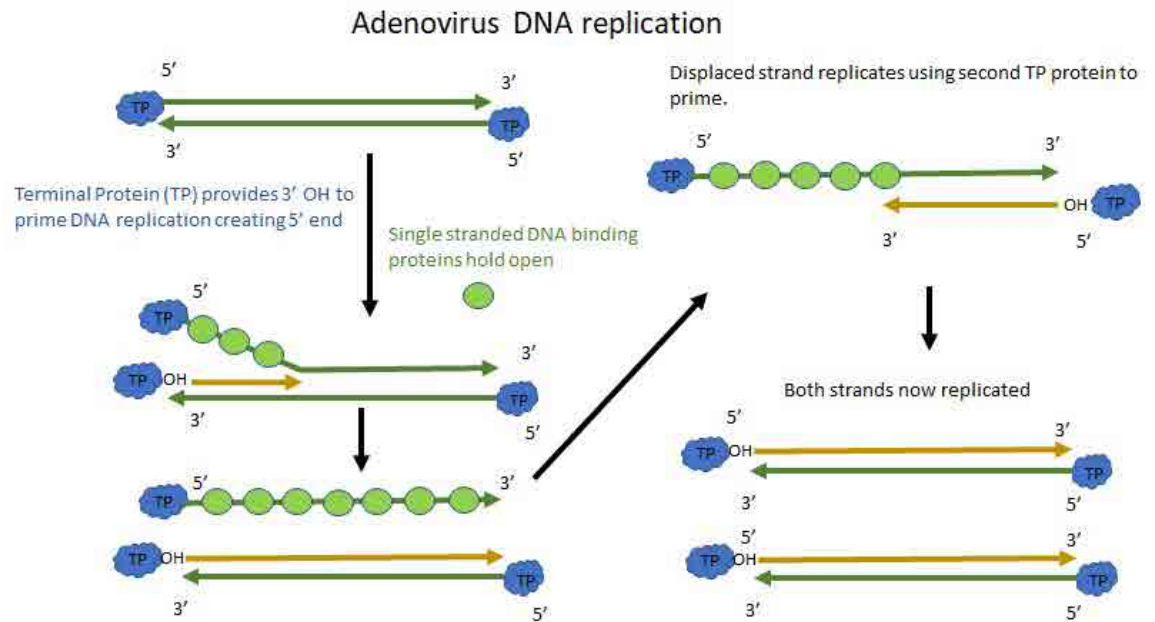 Adenovirus DNA replication
5’
3’
TP
TP
3’
5’
Terminal Protein (TP) provides 3’ OH to
prime DNA replication creating 5’ end
Single stranded DNA binding
proteins hold open
5’
TP
3’
TP OH
TP
3’
5’
5’
3’
TP
TP OH
TP
3’
5’
Displaced strand replicates using second TP protein to
prime.
5’
3’
TP
OH TP
3’
5’
Both strands now replicated
5’
3’
TP OH
TP
3’
5’
5’
3’
TP OH
TP
3’
5’